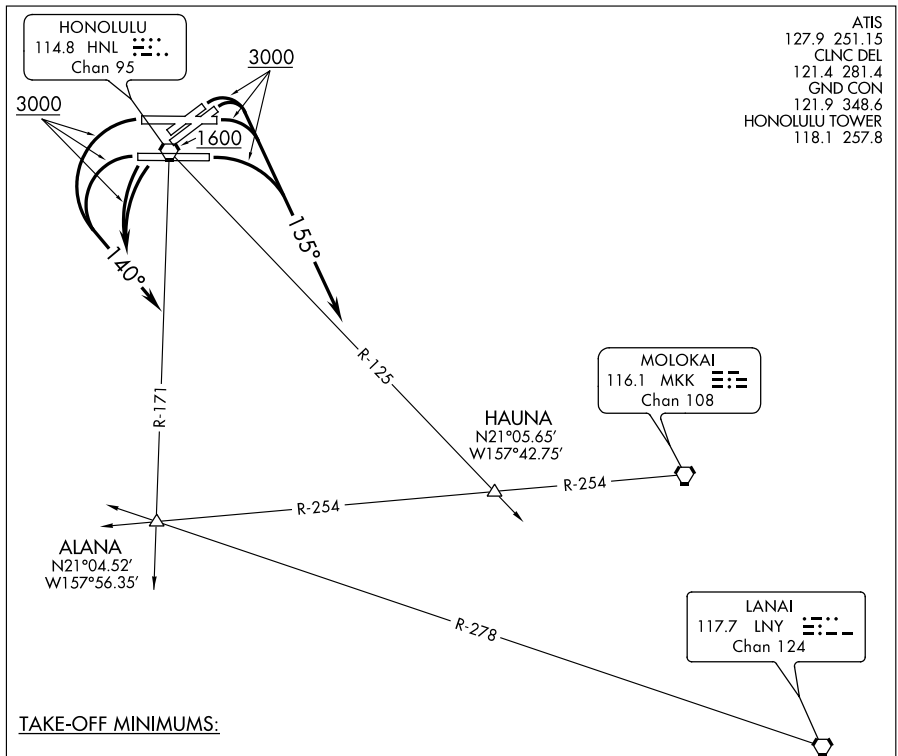 HONOLULU
114.8 HNL
Chan 95
ATIS
127.9 251.15
CLNC DEL
121.4 281.4
GND CON
121.9 348.6
HONOLULU TOWER
118.1 257.8
3000
3000
1600
155°
140°
R-171
R-125
MOLOKAI
116.1 MKK
Chan 108
HAUNA
N21°05.65'
W157°42.75'
R-254
R-254
ALANA
N21°04.52'
W157°56.35'
R-278
LANAI
117.7 LNY
Chan 124
TAKE-OFF MINIMUMS: